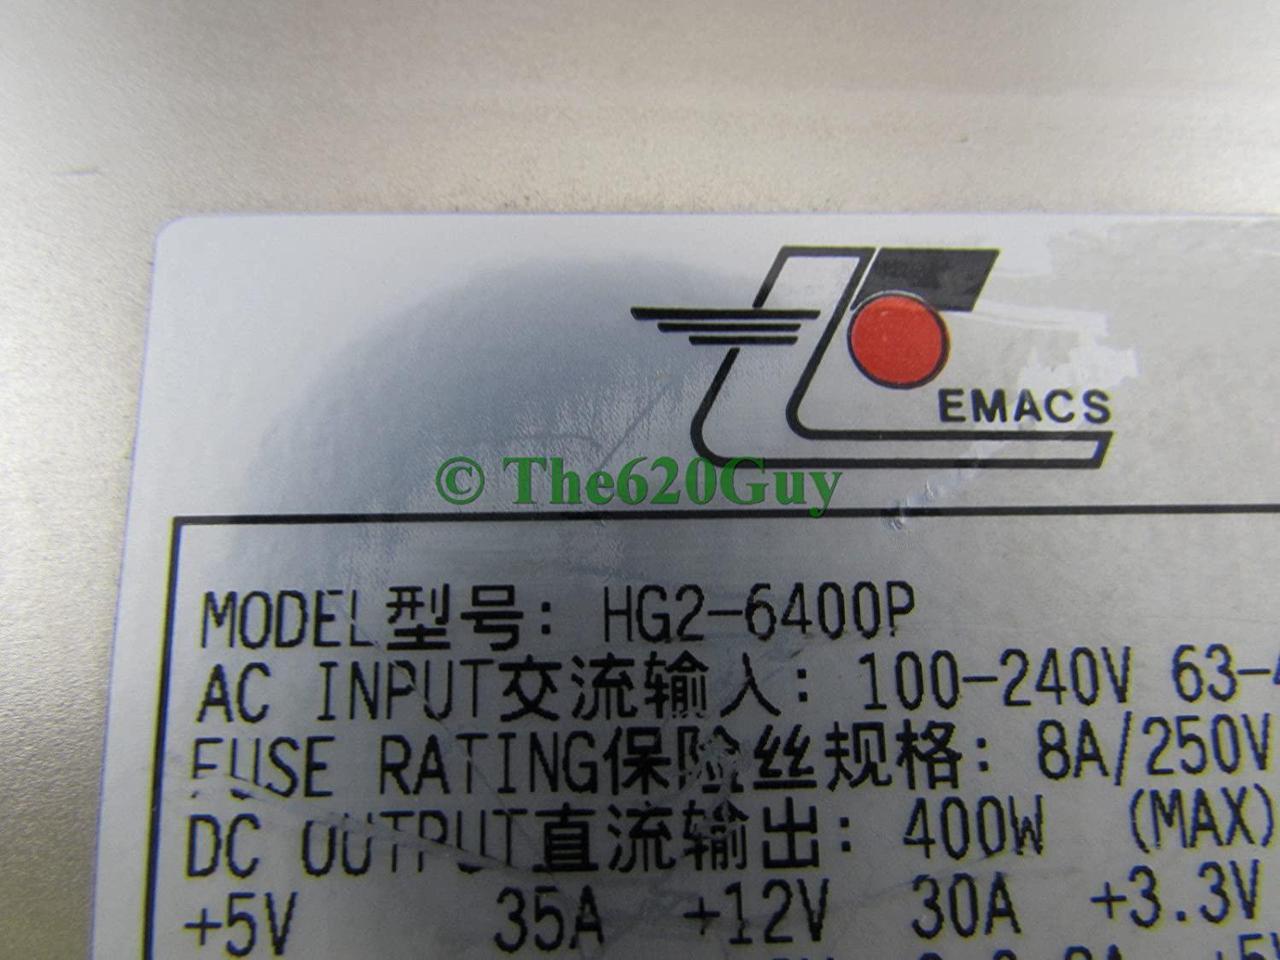 EMACS
© The620Guy
MODEL型号: HG2-6400P
AC INPUT交流输入: 100-240V 63-
FUSE RATING保险丝规格: 8A/250V
DC OUTPUT直流输出: 400W (MAX)
+5V 35A +12V 30A +3.3V